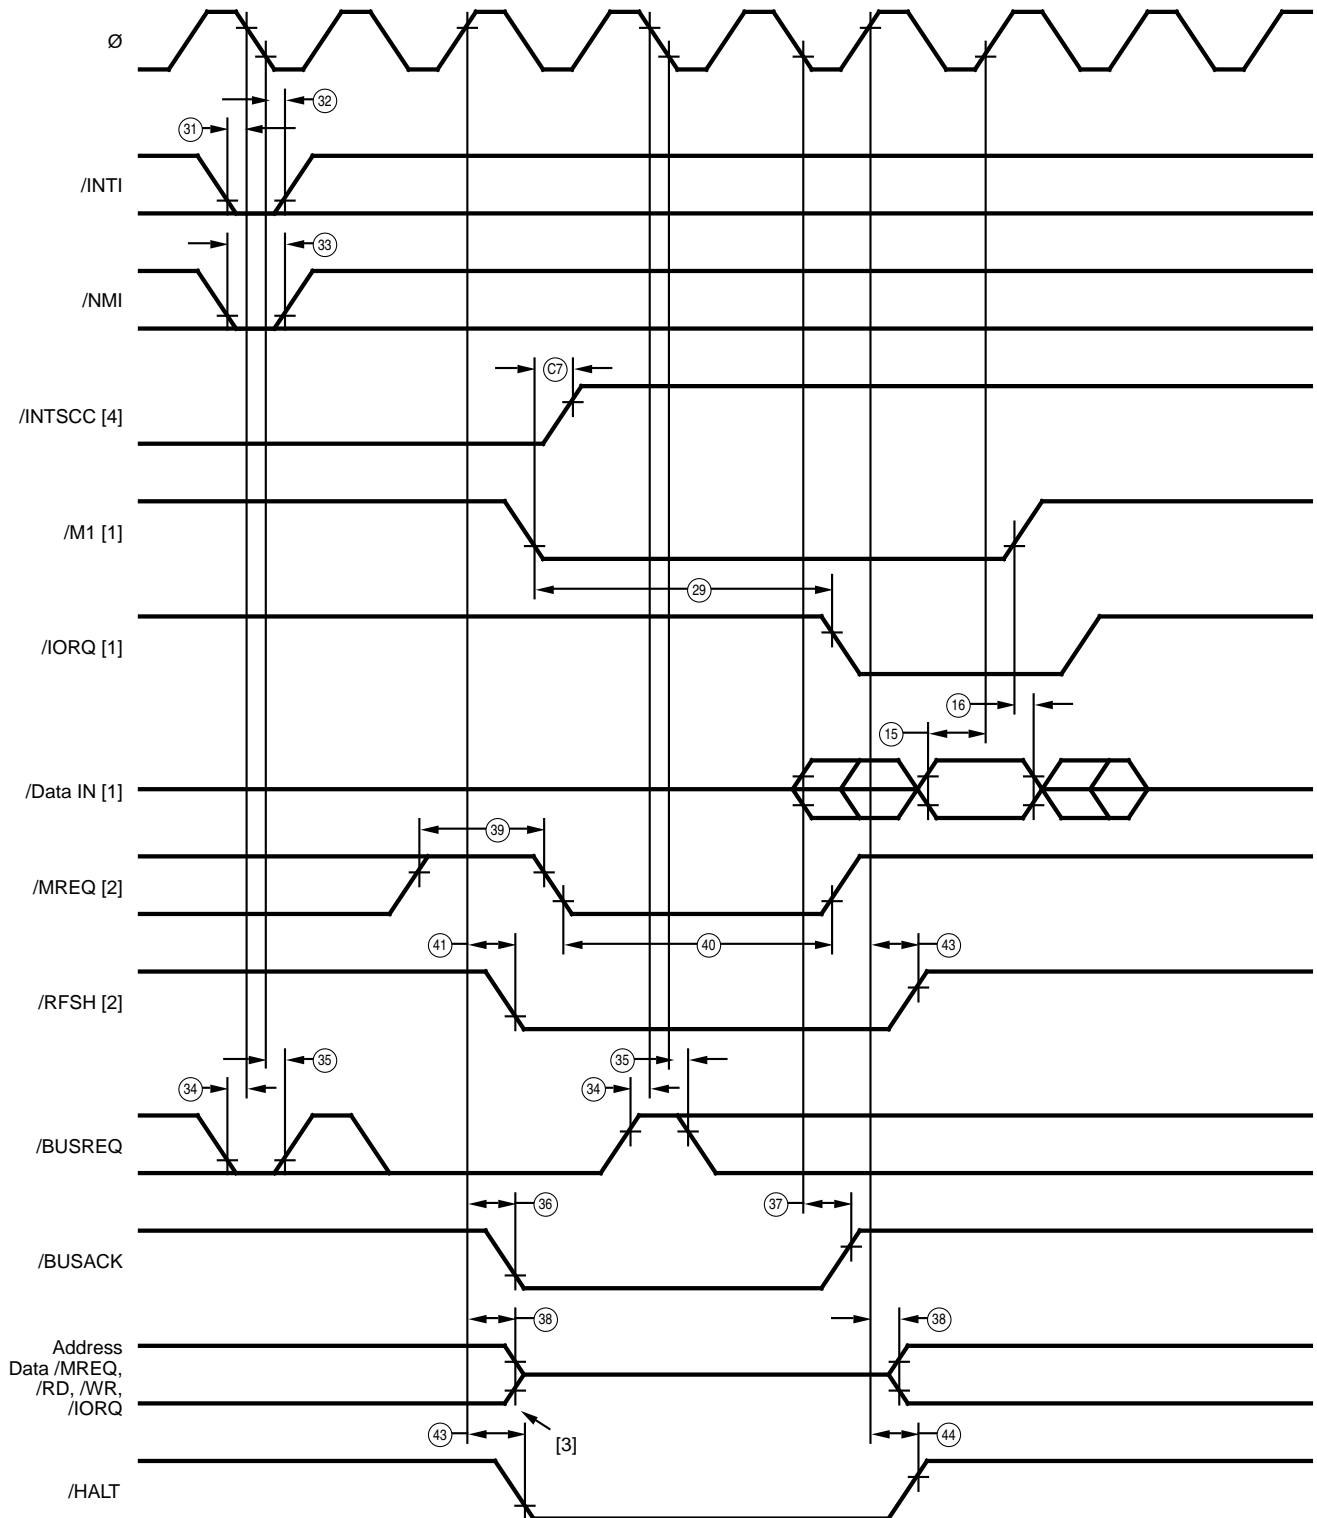 Ø
32
31
/INTI
33
/NMI
C7
/INTSCC [4]
/M1 [1]
29
/IORQ [1]
16
15
/Data IN [1]
39
/MREQ [2]
41
40
43
/RFSH [2]
35
35
34
34
/BUSREQ
36
37
/BUSACK
38
38
Address
Data /MREQ,
/RD, /WR,
/IORQ
[3]
43
44
/HALT